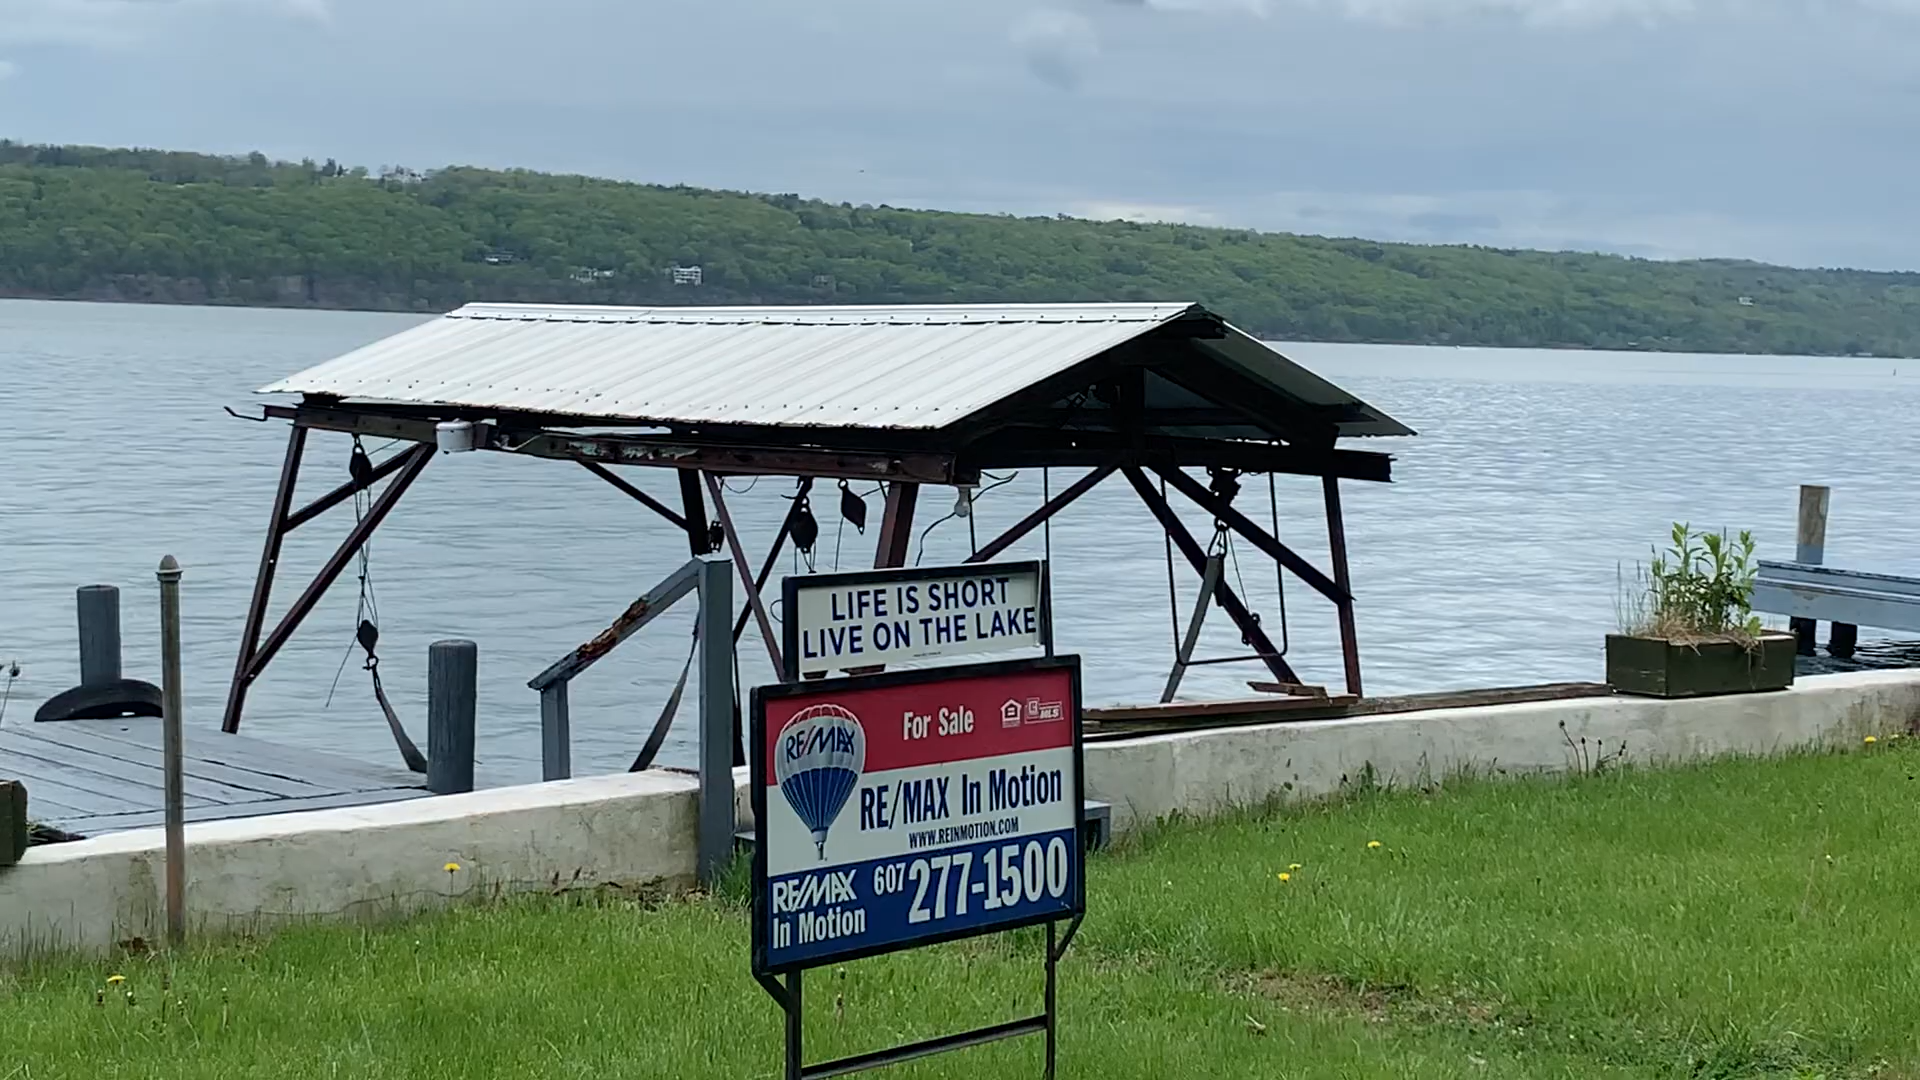 LIFE IS SHORT
LIVE ON THE LAKE
For Sale
MLS
RE/MAX
RE/MAX In Motion
WWW.REINMOTION.COM
607 277-1500
RE/MAX
In Motion